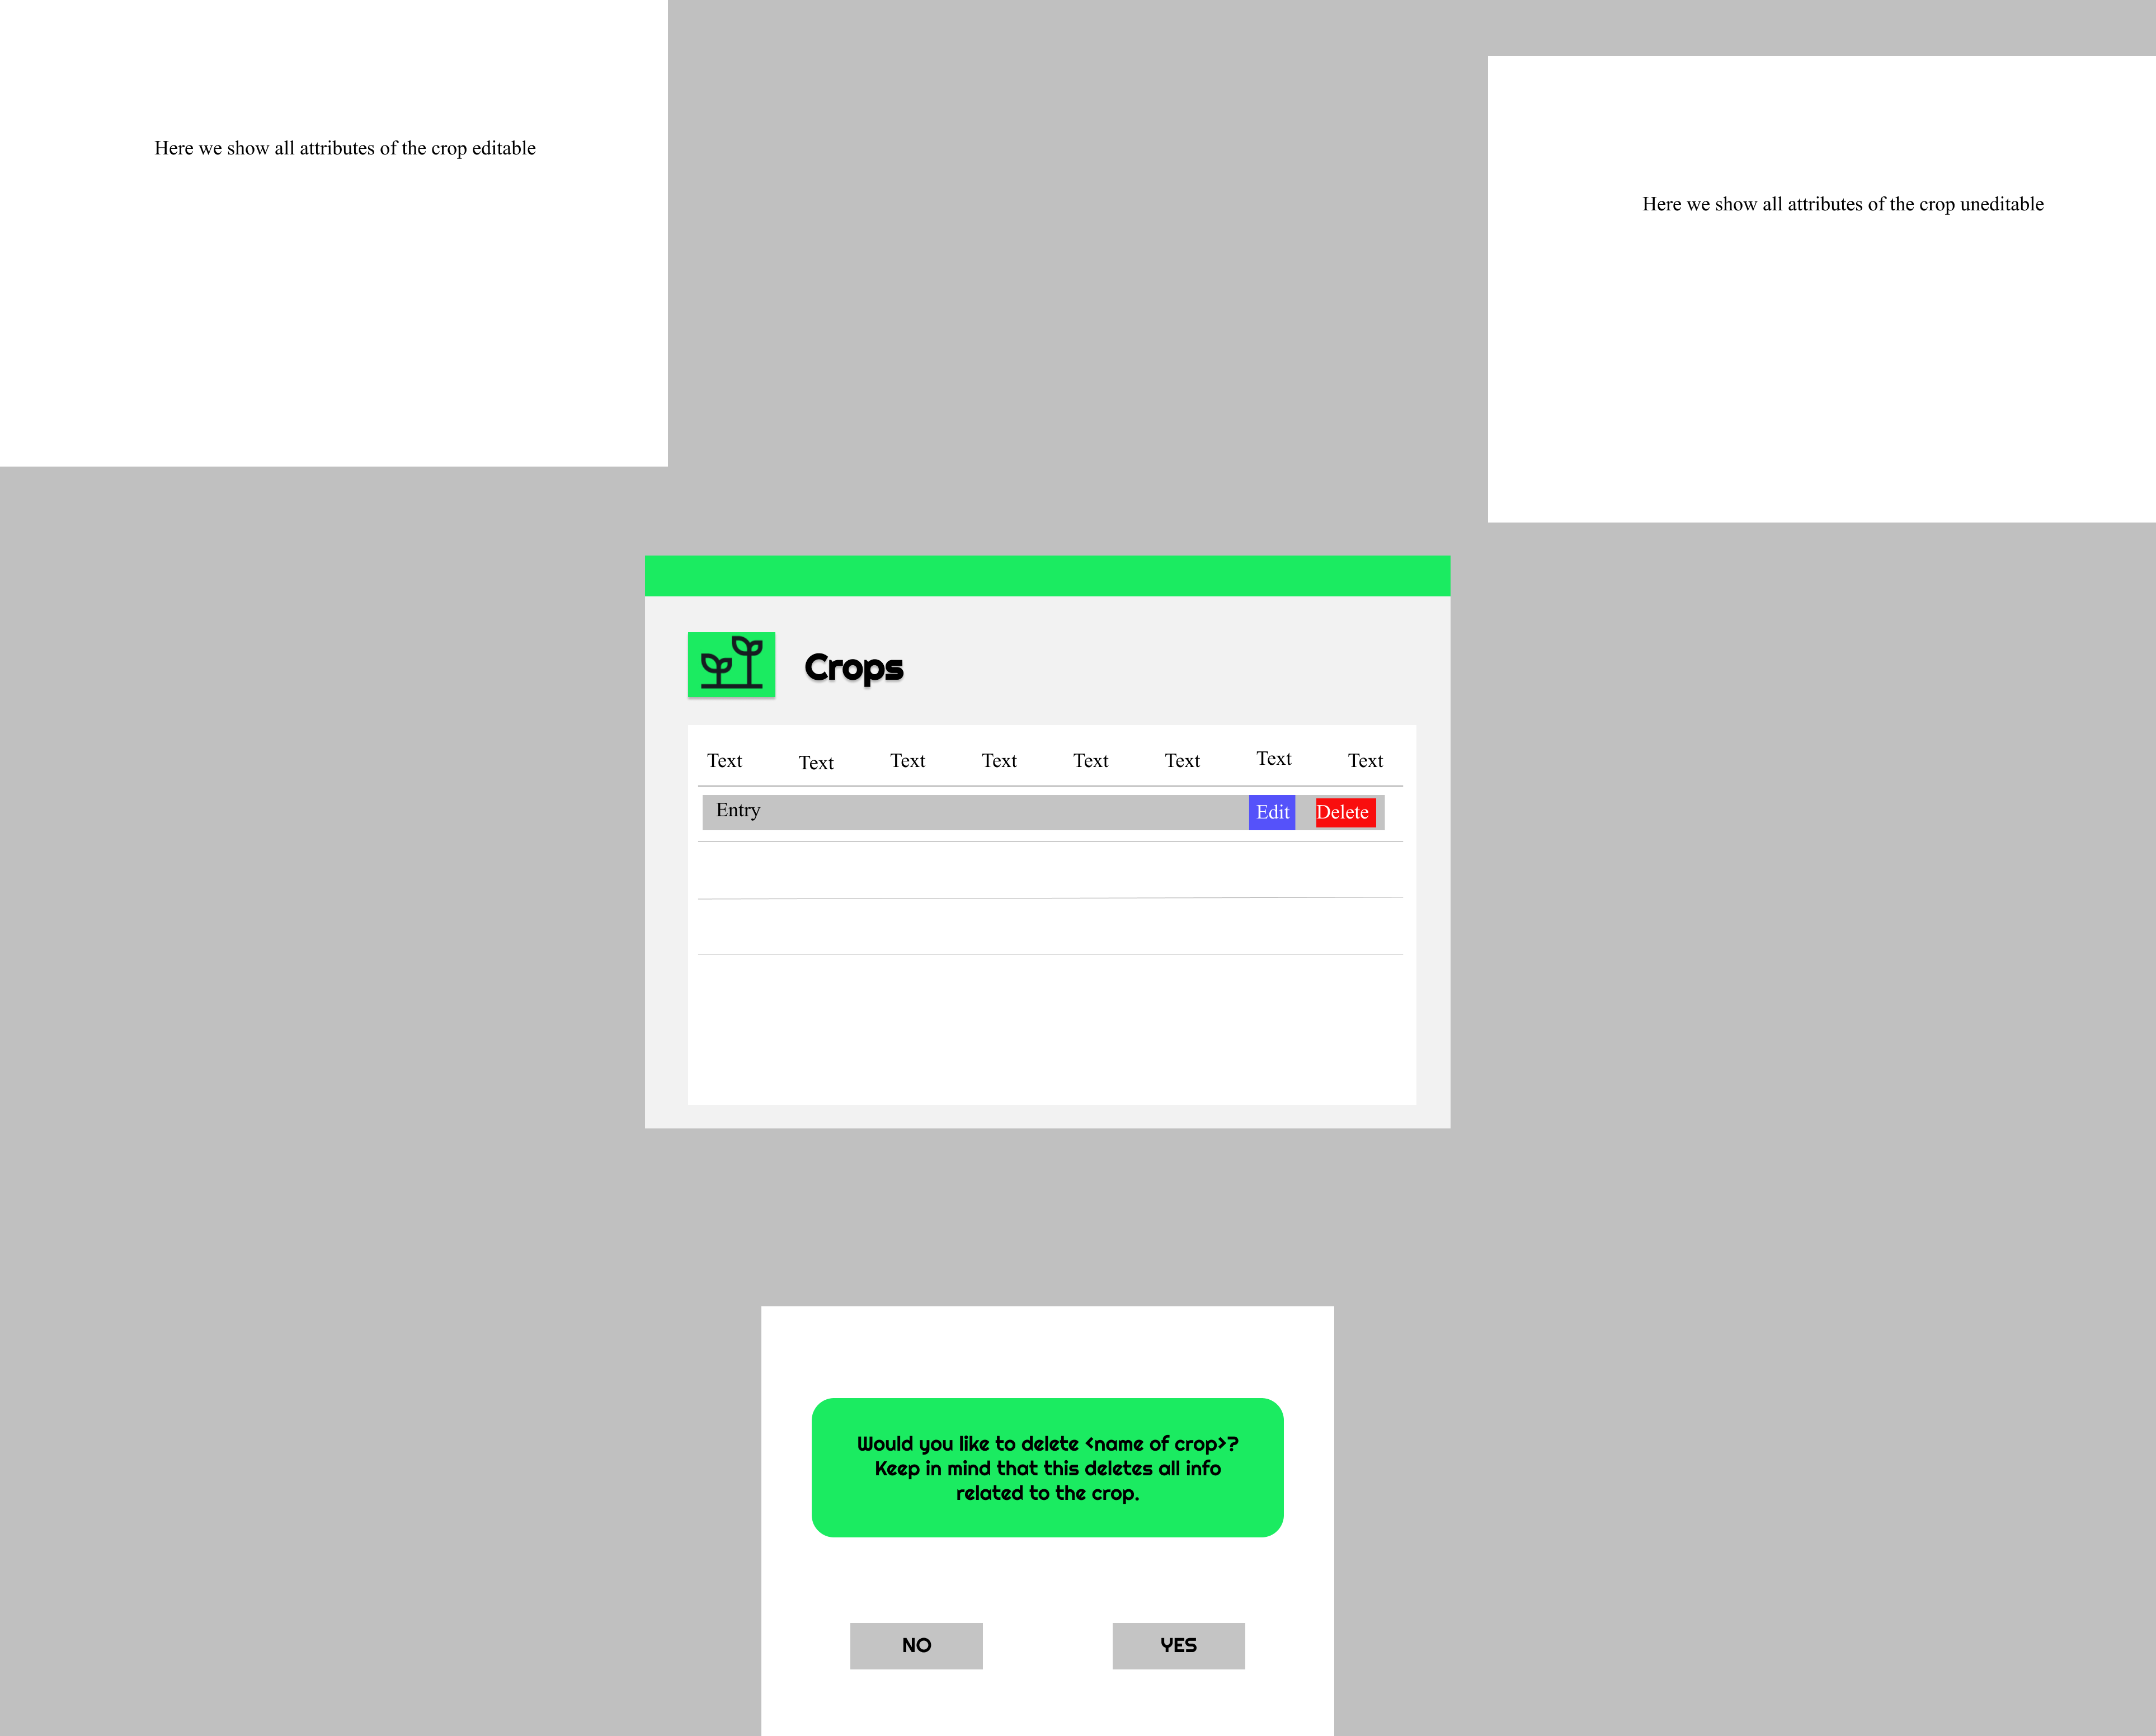 Here we show all attributes of the crop editable
Here we show all attributes of the crop uneditable
Crops
Text Text Text Text Text Text Text Text
Entry Edit Delete
Would you like to delete <name of crop>?
Keep in mind that this deletes all info
related to the crop.
NO YES